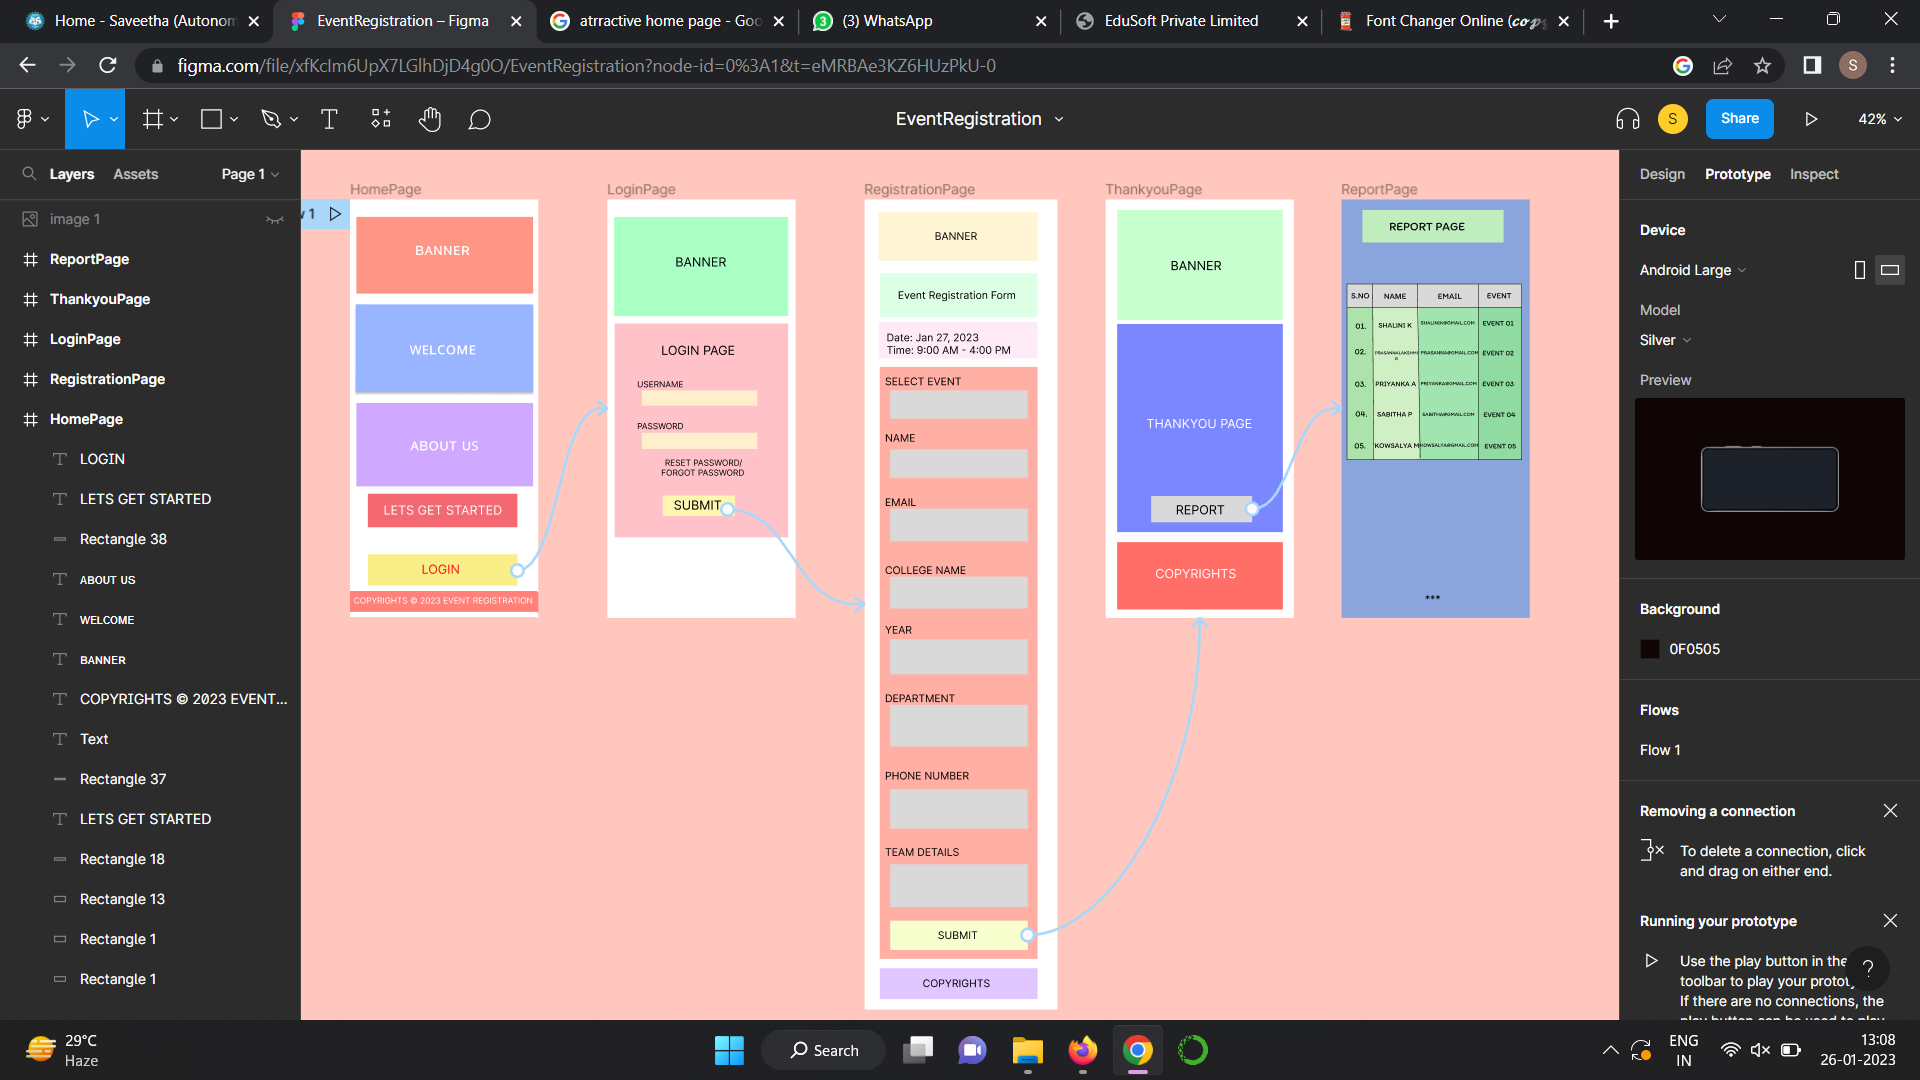 Home - Saveetha (Autonom
EventRegistration – Figma
atrractive home page - Goo
(3) WhatsApp
EduSoft Private Limited
Font Changer Online (𝓬𝓸𝓹𝔂
figma.com/file/xfKclm6UpX7LGlhDjD4g0O/EventRegistration?node-id=0%3A1&t=eMRBAe3KZ6HUzPkU-0
S
EventRegistration
S
Share
42%
Layers
Assets
Page 1
image 1
ReportPage
ThankyouPage
LoginPage
RegistrationPage
HomePage
LOGIN
LETS GET STARTED
Rectangle 38
ABOUT US
WELCOME
BANNER
COPYRIGHTS © 2023 EVENT...
Text
Rectangle 37
LETS GET STARTED
Rectangle 18
Rectangle 13
Rectangle 1
Rectangle 1
HomePage
1
BANNER
WELCOME
ABOUT US
LETS GET STARTED
LOGIN
COPYRIGHTS © 2023 EVENT REGISTRATION
LoginPage
BANNER
LOGIN PAGE
USERNAME
PASSWORD
RESET PASSWORD/
FORGOT PASSWORD
SUBMIT
RegistrationPage
BANNER
Event Registration Form
Date: Jan 27, 2023
Time: 9:00 AM - 4:00 PM
SELECT EVENT
NAME
EMAIL
COLLEGE NAME
YEAR
DEPARTMENT
PHONE NUMBER
TEAM DETAILS
SUBMIT
COPYRIGHTS
ThankyouPage
BANNER
THANKYOU PAGE
REPORT
COPYRIGHTS
ReportPage
REPORT PAGE
S.NO NAME EMAIL EVENT
01. SHALINI K SHALINIK@GMAIL.COM EVENT 01
02. PRASANNA@GMAIL.COM EVENT 02
03. PRIYANKA A PRIYANKA@GMAIL.COM EVENT 03
04. SABITHA P SABITHA@GMAIL.COM EVENT 04
05. KOWSALYA M KOWSALYA@GMAIL.COM EVENT 05
***
Design
Prototype
Inspect
Device
Android Large
Model
Silver
Preview
Background
0F0505
Flows
Flow 1
Removing a connection
To delete a connection, click
and drag on either end.
Running your prototype
Use the play button in the
toolbar to play your prototy
If there are no connections, the
play button can be used to play
?
29°C
Haze
Search
ENG
IN
13:08
26-01-2023